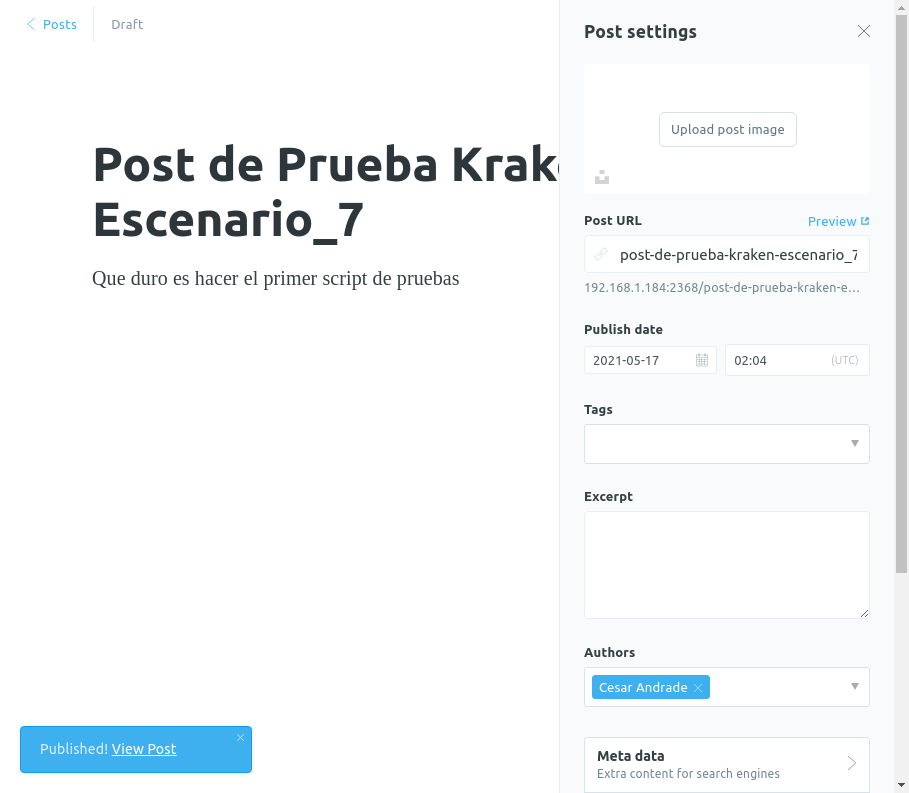 Posts
Draft
Post de Prueba Krake
Escenario_7
Que duro es hacer el primer script de pruebas
Published! View Post
Post settings
Upload post image
Post URL
Preview
post-de-prueba-kraken-escenario_7
192.168.1.184:2368/post-de-prueba-kraken-e...
Publish date
2021-05-17
02:04
(UTC)
Tags
Excerpt
Authors
Cesar Andrade
Meta data
Extra content for search engines